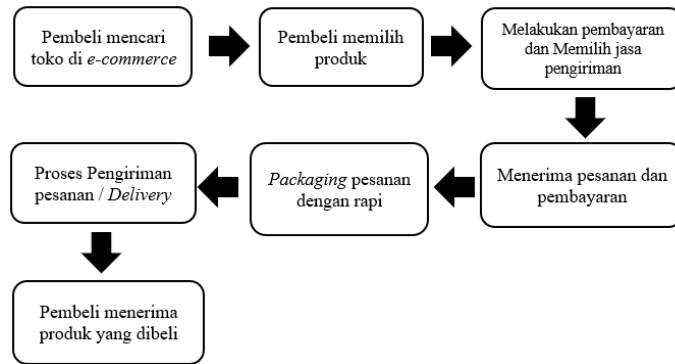 Pembeli mencari
toko di e-commerce
Pembeli memilih
produk
Melakukan pembayaran
dan Memilih jasa
pengiriman
Menerima pesanan dan
pembayaran
Packaging pesanan
dengan rapi
Proses Pengiriman
pesanan / Delivery
Pembeli menerima
produk yang dibeli